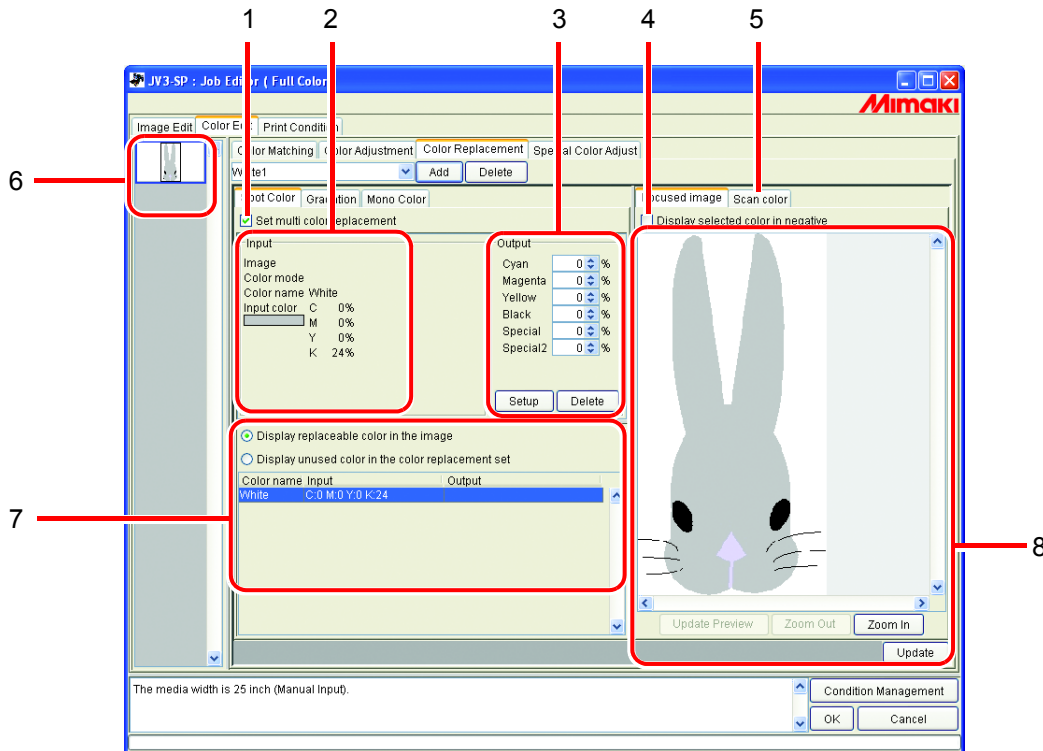 1 2 3 4 5
JV3-SP : Job Editor ( Full Color
Mimaki
Image Edit Color Edit Print Condition
6
Color Matching Color Adjustment Color Replacement Special Color Adjust
White1 Add Delete
Spot Color Gradation Mono Color Focused image Scan color
Set multi color replacement Display selected color in negative
Input Output
Image Cyan 0 %
Color mode Magenta 0 %
Color name White Yellow 0 %
Input color C 0% Black 0 %
M 0% Special 0 %
Y 0% Special2 0 %
K 24%
Setup Delete
Display replaceable color in the image
Display unused color in the color replacement set
Color name Input Output
White C:0 M:0 Y:0 K:24
7
8
Update Preview Zoom Out Zoom In
Update
The media width is 25 inch (Manual Input).
Condition Management
OK Cancel